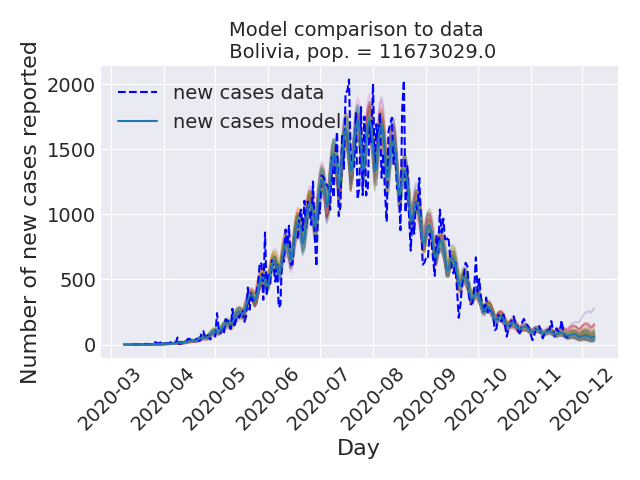 Model comparison to data
Bolivia, pop. = 11673029.0
Number of new cases reported
2000
1500
1000
500
0
new cases data
new cases model
2020-03
2020-04
2020-05
2020-06
2020-07
2020-08
2020-09
2020-10
2020-11
2020-12
Day